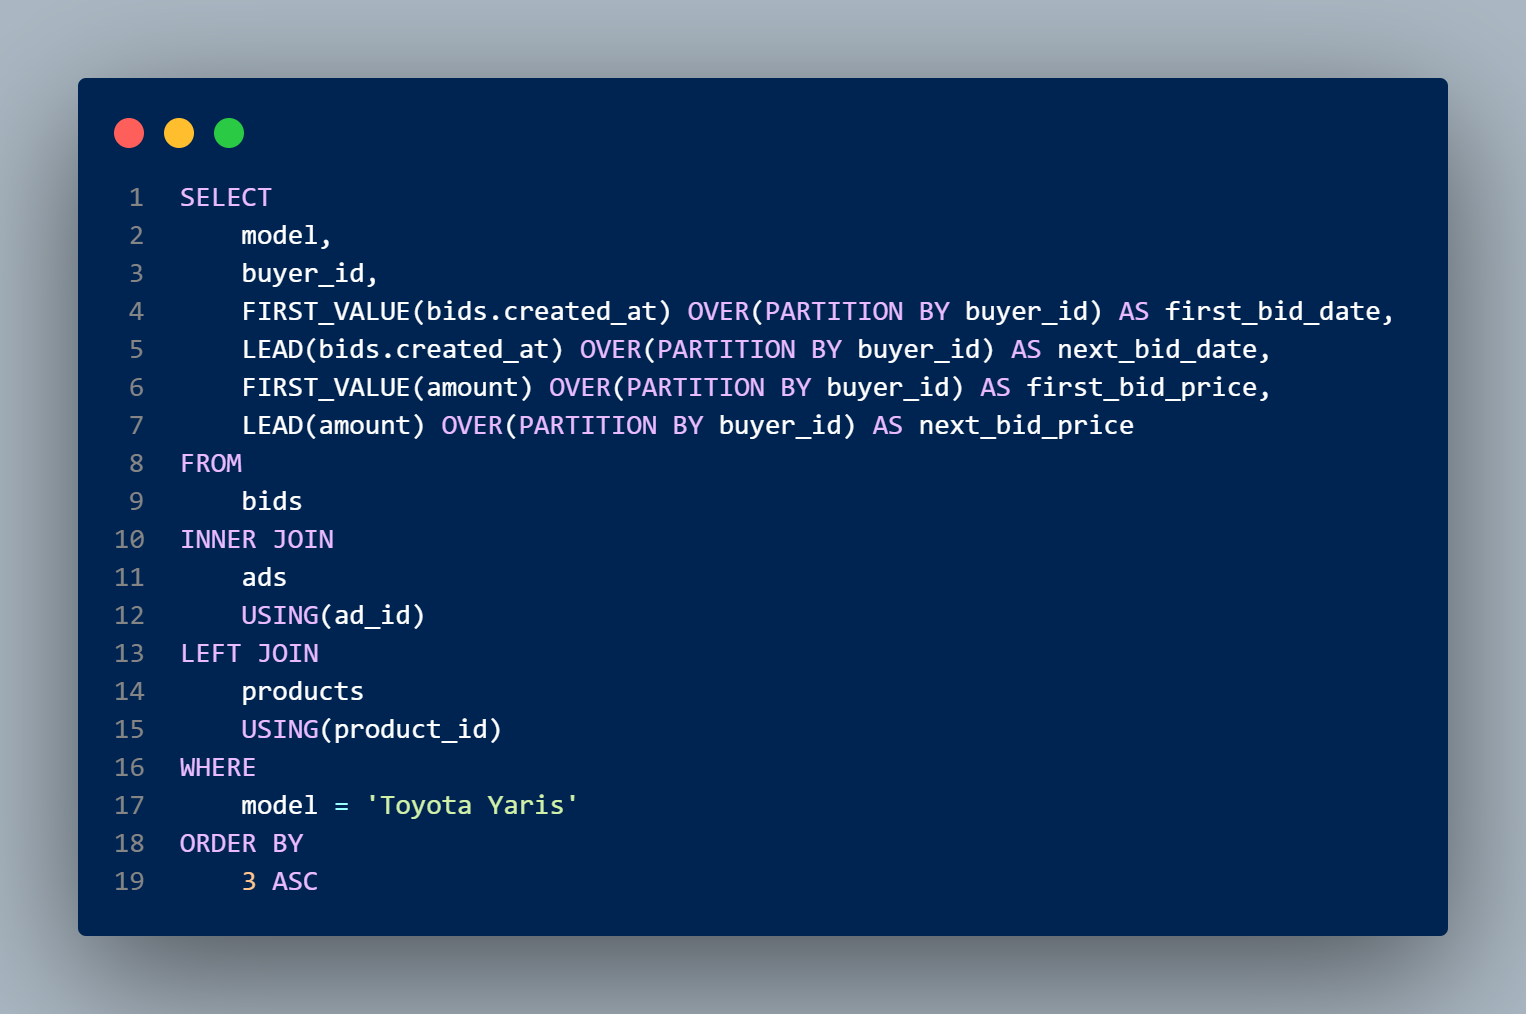 1 SELECT
2     model,
3     buyer_id,
4     FIRST_VALUE(bids.created_at) OVER(PARTITION BY buyer_id) AS first_bid_date,
5     LEAD(bids.created_at) OVER(PARTITION BY buyer_id) AS next_bid_date,
6     FIRST_VALUE(amount) OVER(PARTITION BY buyer_id) AS first_bid_price,
7     LEAD(amount) OVER(PARTITION BY buyer_id) AS next_bid_price
8 FROM
9     bids
10 INNER JOIN
11     ads
12     USING(ad_id)
13 LEFT JOIN
14     products
15     USING(product_id)
16 WHERE
17     model = 'Toyota Yaris'
18 ORDER BY
19     3 ASC